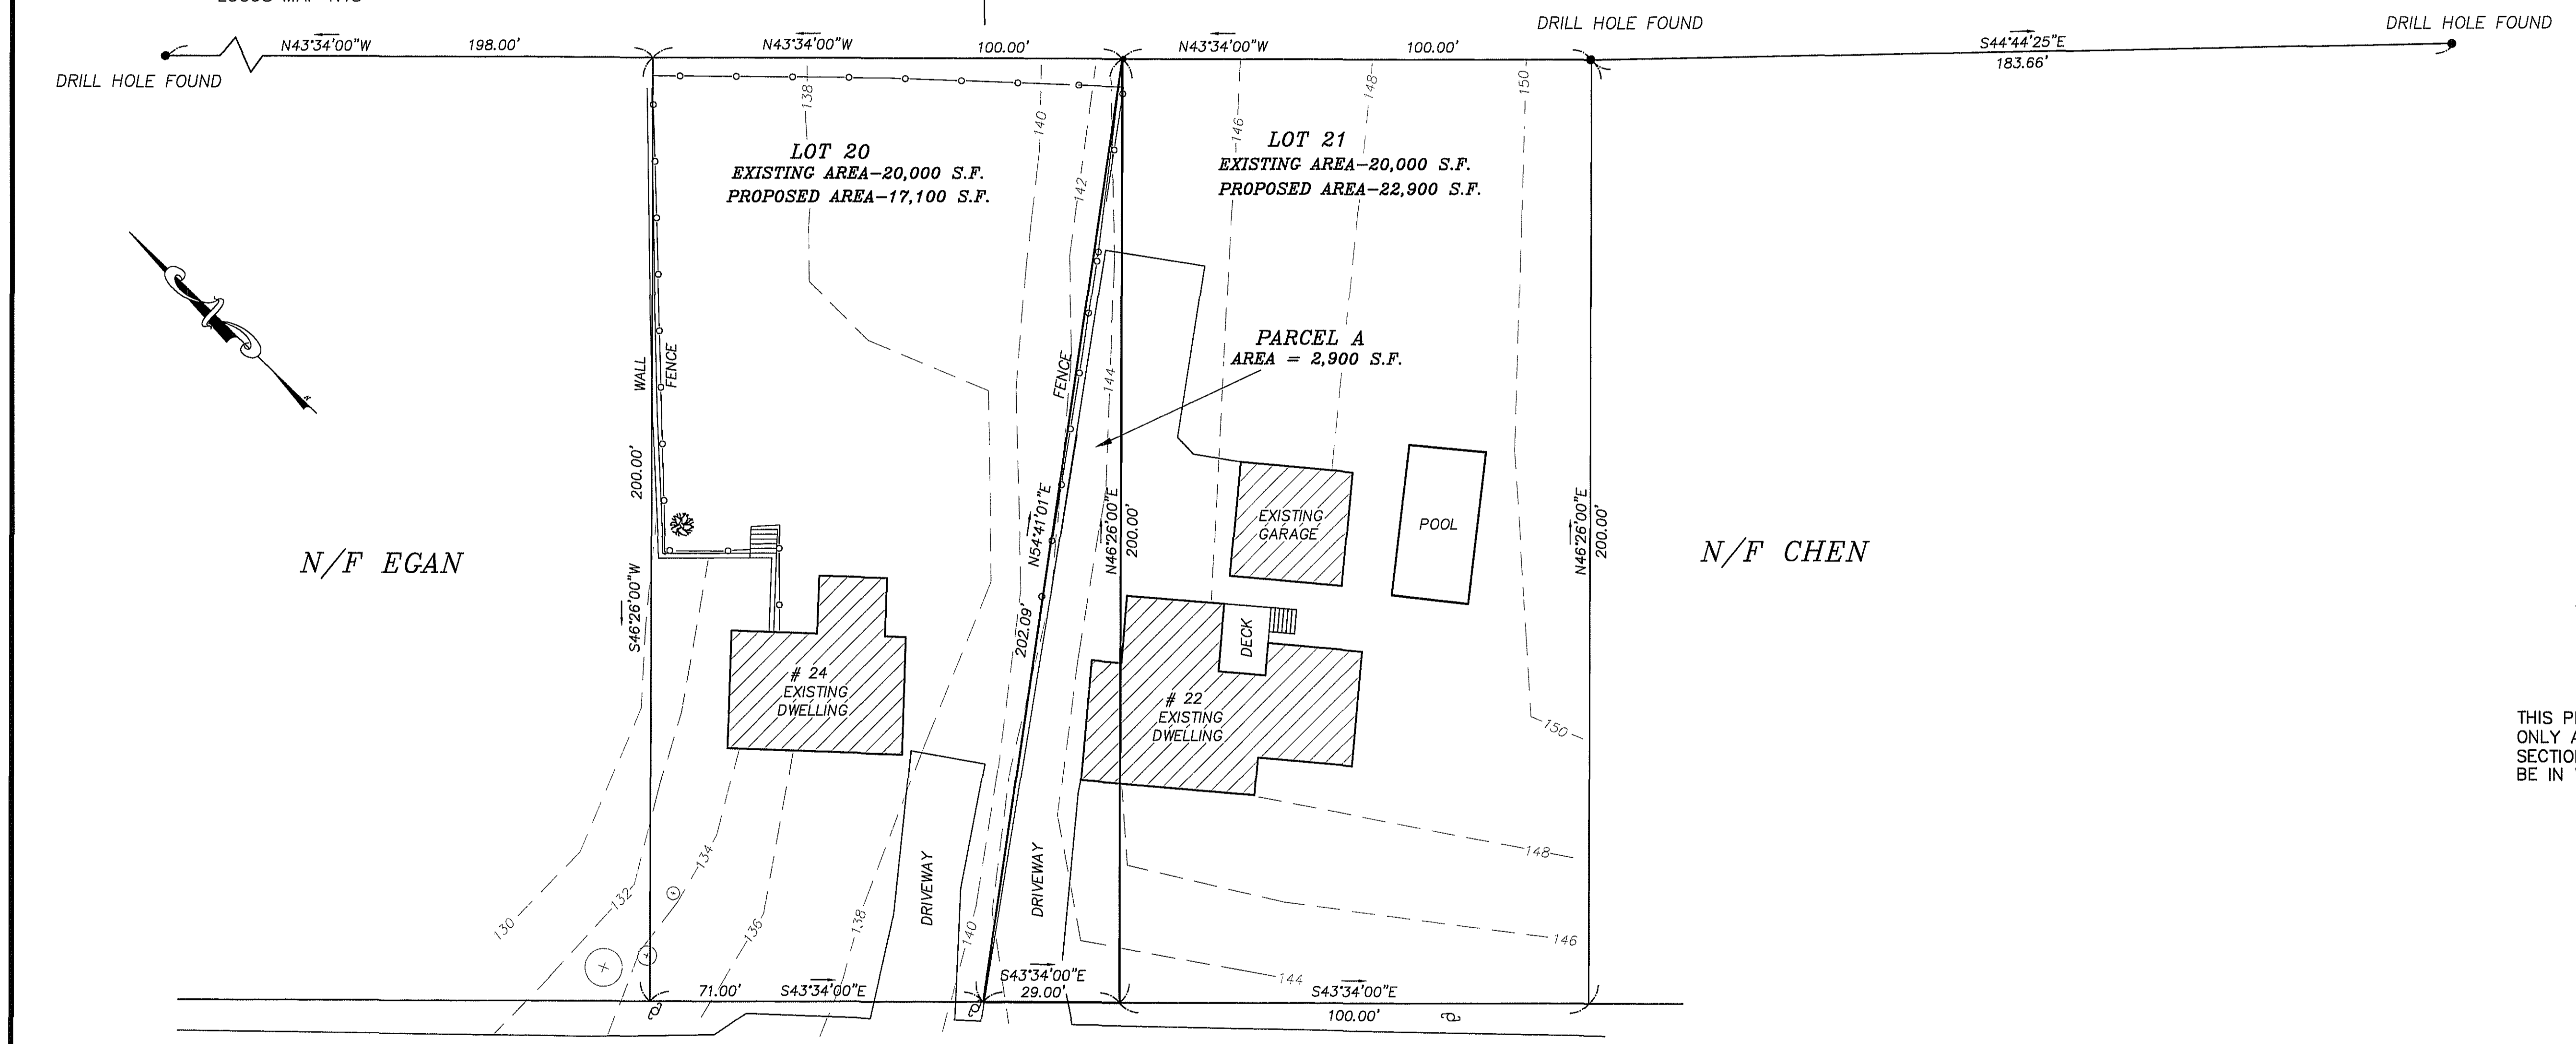 DRILL HOLE FOUND
DRILL HOLE FOUND
N43°34'00"W
198.00'
N43°34'00"W
100.00'
N43°34'00"W
100.00'
S44°44'25"E
183.66'
DRILL HOLE FOUND
138
140
142
146
148
150
LOT 20
EXISTING AREA-20,000 S.F.
PROPOSED AREA-17,100 S.F.
LOT 21
EXISTING AREA-20,000 S.F.
PROPOSED AREA-22,900 S.F.
PARCEL A
AREA = 2,900 S.F.
WALL
FENCE
FENCE
144
200.00'
S46°26'00"W
N54°41'01"E
202.09'
N46°26'00"E
200.00'
N46°26'00"E
200.00'
EXISTING
GARAGE
POOL
N/F EGAN
N/F CHEN
DECK
# 24
EXISTING
DWELLING
# 22
EXISTING
DWELLING
THIS
ONLY
BE IN
150
148
146
144
130
132
134
136
138
140
DRIVEWAY
DRIVEWAY
71.00'
S43°34'00"E
S43°34'00"E
29.00'
S43°34'00"E
100.00'
N